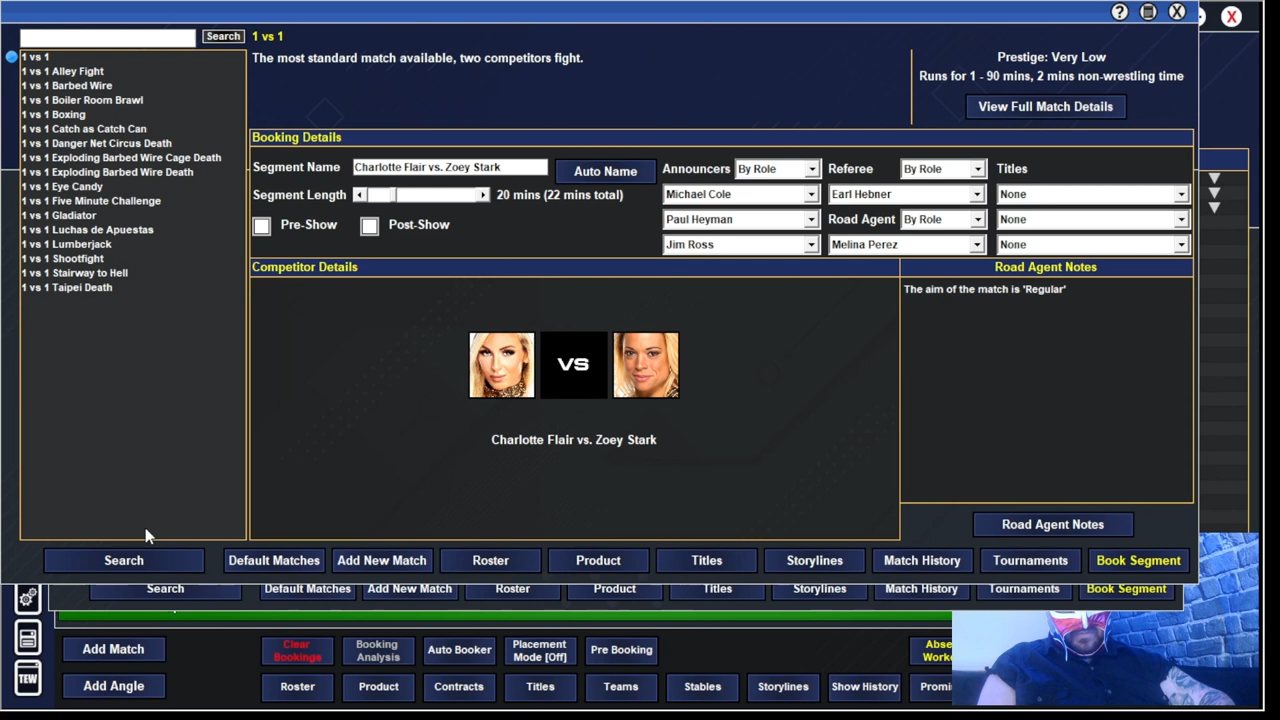 Search
1 vs 1
1 vs 1
The most standard match available, two competitors fight.
Prestige: Very Low
Runs for 1 - 90 mins, 2 mins non-wrestling time
View Full Match Details
1 vs 1 Alley Fight
1 vs 1 Barbed Wire
1 vs 1 Boiler Room Brawl
1 vs 1 Boxing
1 vs 1 Catch as Catch Can
1 vs 1 Danger Net Circus Death
1 vs 1 Exploding Barbed Wire Cage Death
1 vs 1 Exploding Barbed Wire Death
1 vs 1 Eye Candy
1 vs 1 Five Minute Challenge
1 vs 1 Gladiator
1 vs 1 Luchas de Apuestas
1 vs 1 Lumberjack
1 vs 1 Shootfight
1 vs 1 Stairway to Hell
1 vs 1 Taipei Death
Booking Details
Segment Name Charlotte Flair vs. Zoey Stark Auto Name Announcers By Role Referee By Role Titles
Segment Length 20 mins (22 mins total) Michael Cole Earl Hebner None
Pre-Show Post-Show Paul Heyman Road Agent By Role None
Jim Ross Melina Perez None
Competitor Details Road Agent Notes
The aim of the match is 'Regular'
VS
Charlotte Flair vs. Zoey Stark
Road Agent Notes
Search Default Matches Add New Match Roster Product Titles Storylines Match History Tournaments Book Segment
Search Default Matches Add New Match Roster Product Titles Storylines Match History Tournaments Book Segment
Add Match Clear Bookings Booking Analysis Auto Booker Placement Mode [Off] Pre Booking
TEW Add Angle Roster Product Contracts Titles Teams Stables Storylines Show History